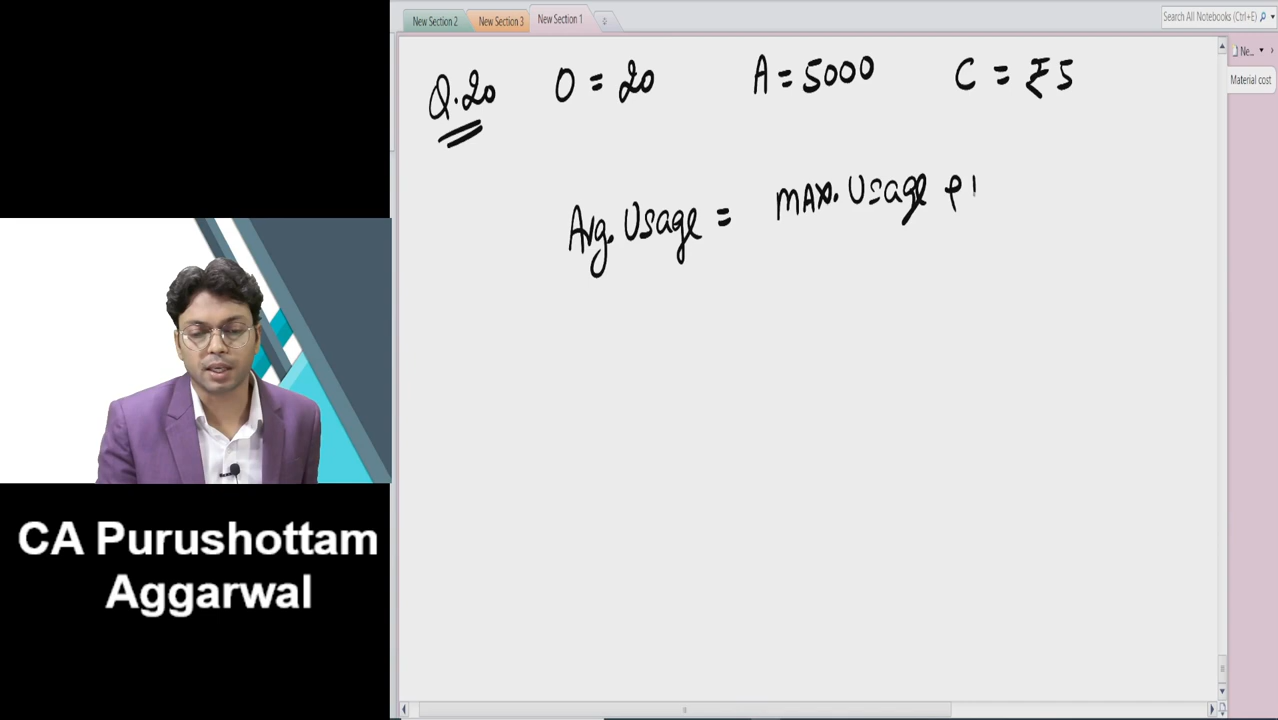 New Section 2
New Section 3
New Section 1
Search All Notebooks (Ctrl+E)
Ne...
Material cost
Q.20 O = 20 A = 5000 C = ₹5
Avg. Usage = MAX. Usage
CA Purushottam
Aggarwal